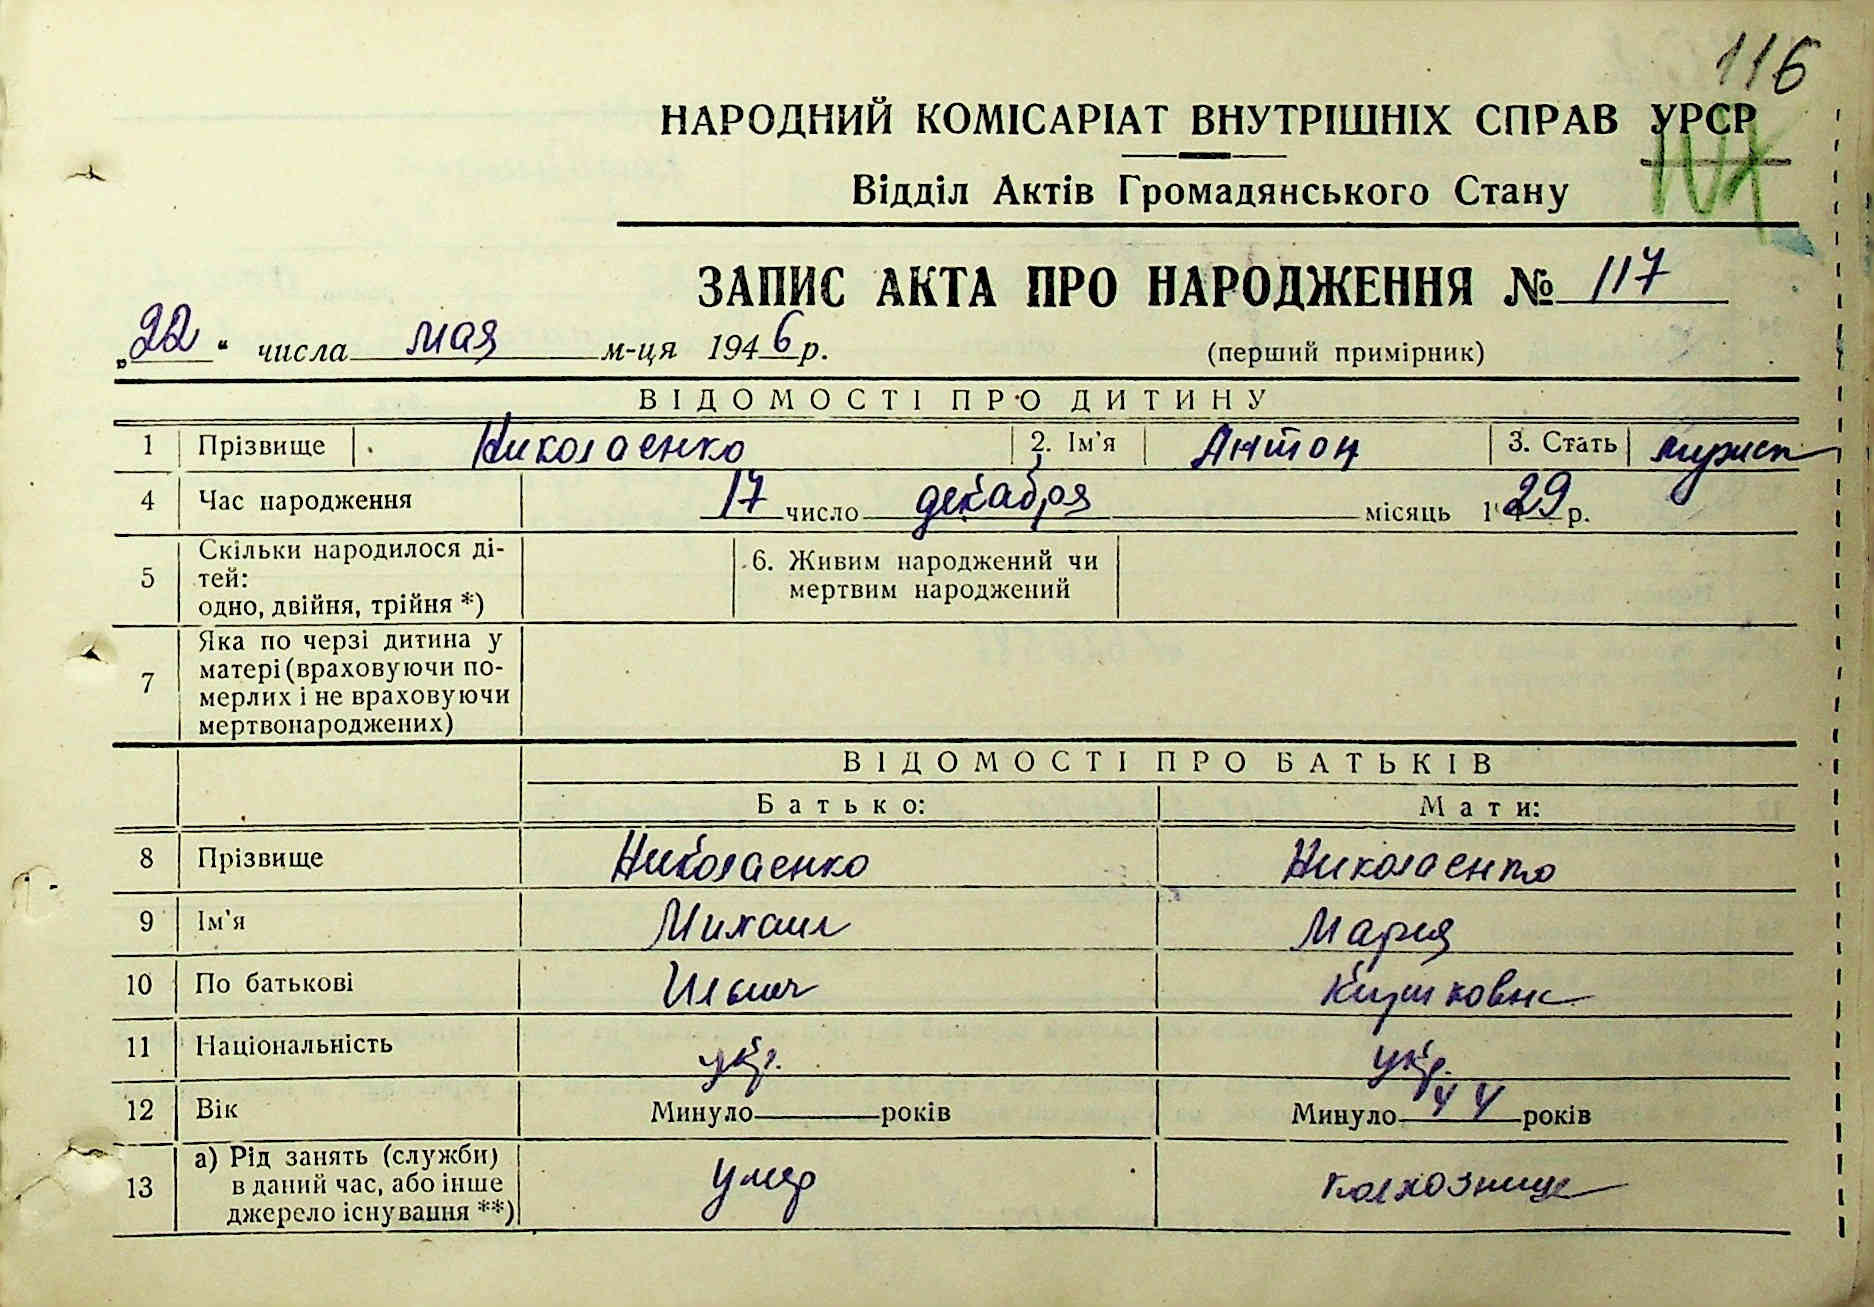 116
НАРОДНИЙ КОМІСАРІАТ ВНУТРІШНІХ СПРАВ УРСР
Відділ Актів Громадянського Стану
ЗАПИС АКТА ПРО НАРОДЖЕННЯ № 117
„22“ числа мая м-ця 1946 р.
(перший примірник)
ВІДОМОСТІ ПРО ДИТИНУ
1 Прізвище Николаенко 2. Ім'я Антон 3. Стать мужск
4 Час народження 17 число декабря місяць 1929 р.
5 Скільки народилося ді-
тей:
одно, двійня, трійня *)
6. Живим народжений чи
мертвим народжений
7 Яка по черзі дитина у
матері (враховуючи по-
мерлих і не враховуючи
мертвонароджених)
ВІДОМОСТІ ПРО БАТЬКІВ
Батько: Мати:
8 Прізвище Николаенко Николаенко
9 Ім'я Михаил Мария
10 По батькові Ильич
11 Національність укр. укр.
12 Вік Минуло років Минуло 44 років
13 а) Рід занять (служби)
в даний час, або інше
джерело існування **)
умер колхозница